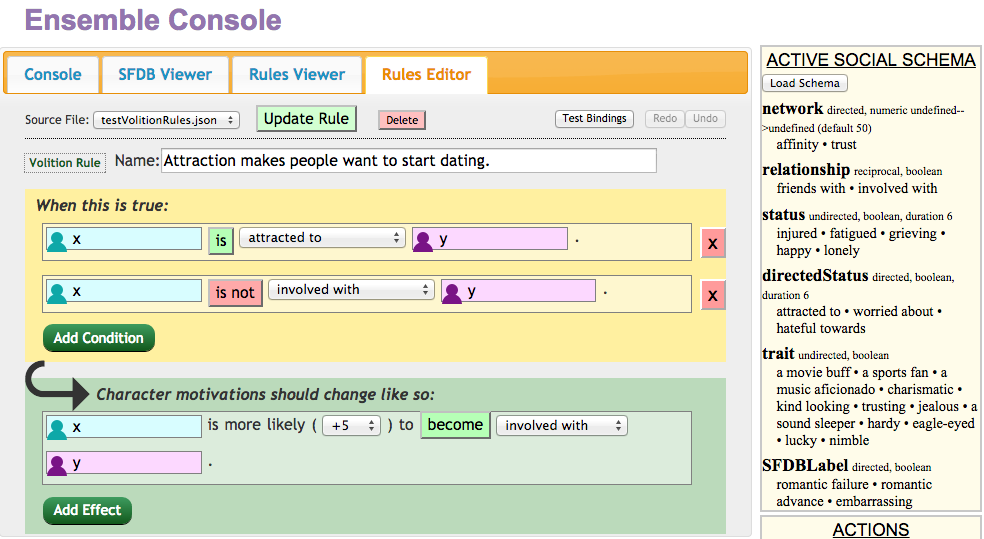 Ensemble Console
Console
SFDB Viewer
Rules Viewer
Rules Editor
Source File: testVolitionRules.json
Update Rule
Delete
Test Bindings
Redo
Undo
Volition Rule
Name: Attraction makes people want to start dating.
When this is true:
x is attracted to y .
X
x is not involved with y .
X
Add Condition
Character motivations should change like so:
x is more likely ( +5 ) to become involved with
y .
Add Effect
ACTIVE SOCIAL SCHEMA
Load Schema
network directed, numeric undefined--
>undefined (default 50)
affinity • trust
relationship reciprocal, boolean
friends with • involved with
status undirected, boolean, duration 6
injured • fatigued • grieving •
happy • lonely
directedStatus directed, boolean,
duration 6
attracted to • worried about •
hateful towards
trait undirected, boolean
a movie buff • a sports fan • a
music aficionado • charismatic •
kind looking • trusting • jealous • a
sound sleeper • hardy • eagle-eyed
• lucky • nimble
SFDBLabel directed, boolean
romantic failure • romantic
advance • embarrassing
ACTIONS